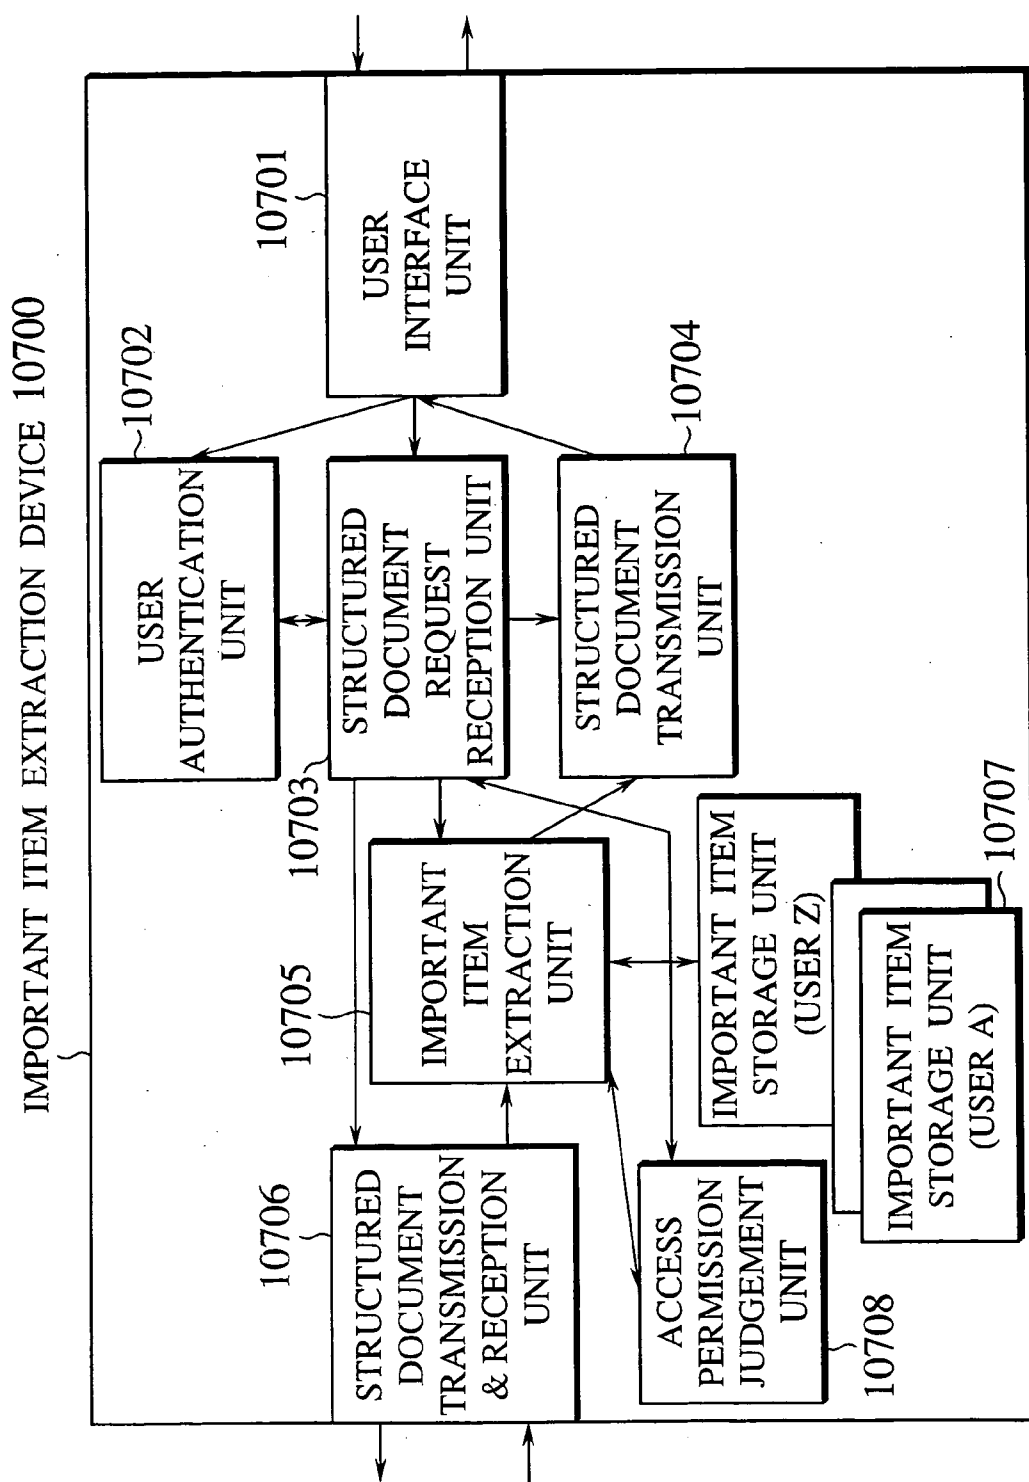 IMPORTANT ITEM EXTRACTION DEVICE 10700
10706
STRUCTURED
DOCUMENT
TRANSMISSION
& RECEPTION
UNIT
10705
IMPORTANT
ITEM
EXTRACTION
UNIT
10703
STRUCTURED
DOCUMENT
REQUEST
RECEPTION UNIT
10702
USER
AUTHENTICATION
UNIT
10701
USER
INTERFACE
UNIT
10704
STRUCTURED
DOCUMENT
TRANSMISSION
UNIT
ACCESS
PERMISSION
JUDGEMENT
UNIT
10708
IMPORTANT ITEM
STORAGE UNIT
(USER Z)
IMPORTANT ITEM
STORAGE UNIT
(USER A)
10707